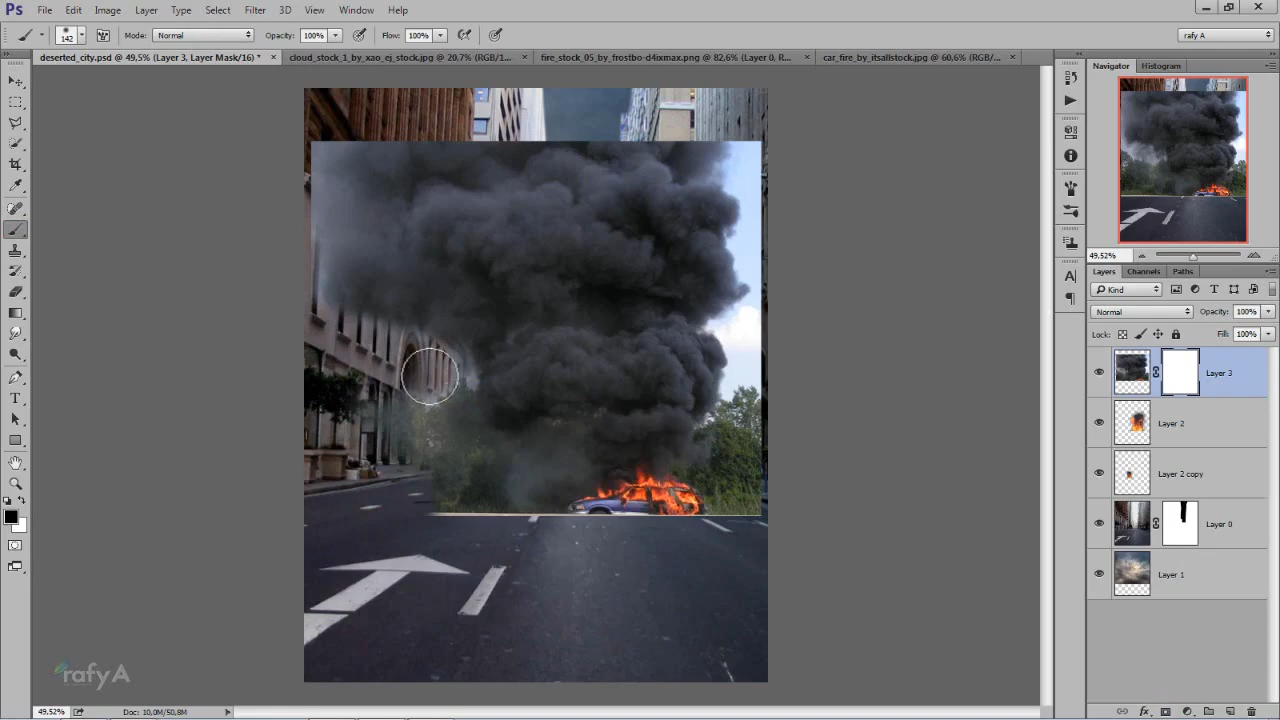 Ps File Edit Image Layer Type Select Filter 3D View Window Help
142 Mode: Normal Opacity: 100% Flow: 100% rafy A
deserted_city.psd @ 49,5% (Layer 3, Layer Mask/16) * × cloud_stock_1_by_xao_ej_stock.jpg @ 20,7% (RGB/1... × fire_stock_05_by_frostbo-d4ixmax.png @ 82,6% (Layer 0, R... × car_fire_by_itsallstock.jpg @ 60,6% (RGB/... ×
Navigator Histogram
49,52%
Layers Channels Paths
Kind
Normal Opacity: 100%
Lock: Fill: 100%
Layer 3
Layer 2
Layer 2 copy
Layer 0
Layer 1
rafy A
49,52% Doc: 10,0M/50,8M